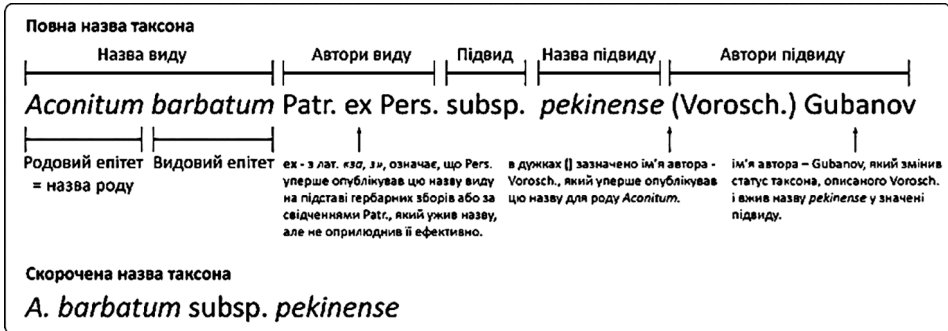 Повна назва таксона
Назва виду Автори виду Підвид Назва підвиду Автори підвиду
Aconitum barbatum Patr. ex Pers. subsp. pekinense (Vorosch.) Gubanov
Родовий епітет Видовий епітет
= назва роду
ex - з лат. «за, з», означає, що Pers.
уперше опублікував цю назву виду
на підставі гербарних зборів або за
свідченнями Patr., який ужив назву,
але не оприлюднив її ефективно.
в дужках () зазначено ім'я автора -
Vorosch., який уперше опублікував
цю назву для роду Aconitum.
ім'я автора – Gubanov, який змінив
статус таксона, описаного Vorosch.
і вжив назву pekinense у значені
підвиду.
Скорочена назва таксона
A. barbatum subsp. pekinense